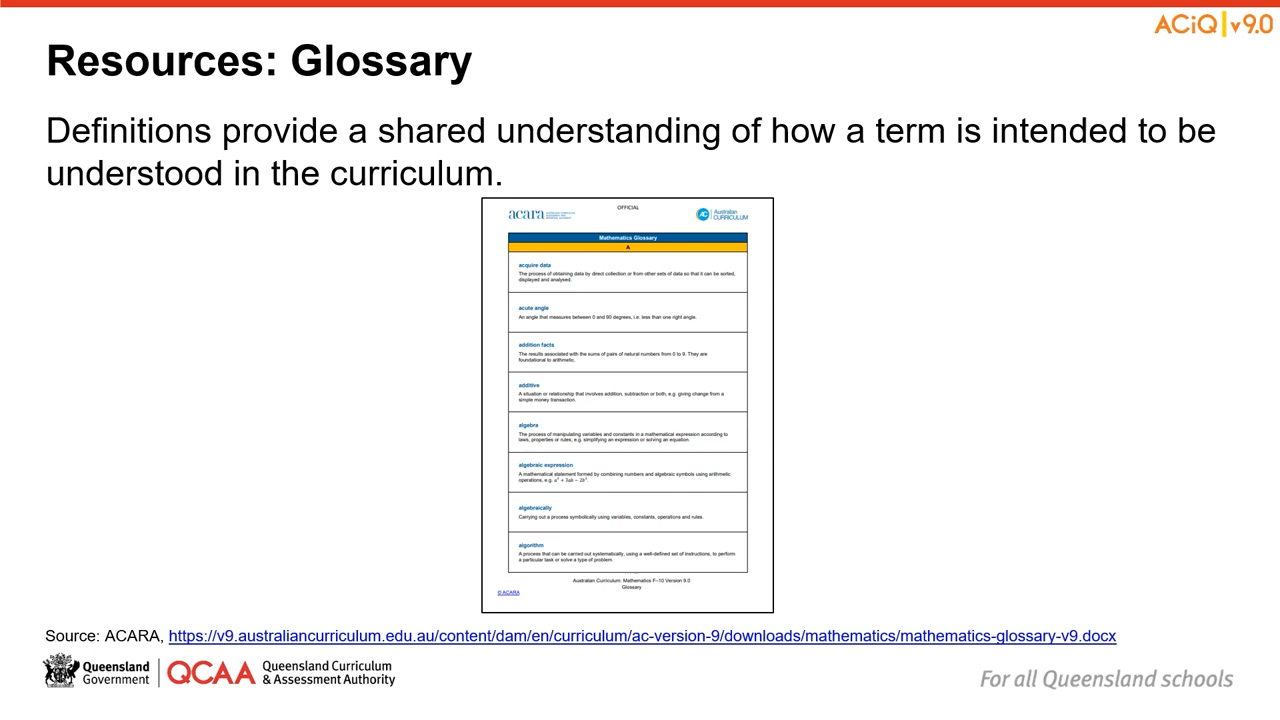 ACiQ v9.0
Resources: Glossary
Definitions provide a shared understanding of how a term is intended to be
understood in the curriculum.
OFFICIAL
acara
AC Australian
CURRICULUM
Mathematics Glossary
A
acquire data
The process of obtaining data by direct collection or from other sets of data so that it can be sorted,
displayed and analysed.
acute angle
An angle that measures between 0 and 90 degrees, i.e. less than one right angle.
addition facts
The results associated with the sums of pairs of natural numbers from 0 to 9. They are
foundational to arithmetic.
additive
A situation or relationship that involves addition, subtraction or both, e.g. giving change from a
simple money transaction.
algebra
The process of manipulating variables and constants in a mathematical expression according to
laws, properties or rules, e.g. simplifying an expression or solving an equation.
algebraic expression
A mathematical statement formed by combining numbers and algebraic symbols using arithmetic
operations, e.g. a² + 3ab − 2b².
algebraically
Carrying out a process symbolically using variables, constants, operations and rules.
algorithm
A process that can be carried out systematically, using a well-defined set of instructions, to perform
a particular task or solve a type of problem.
Australian Curriculum: Mathematics F–10 Version 9.0
Glossary
© ACARA
Source: ACARA, https://v9.australiancurriculum.edu.au/content/dam/en/curriculum/ac-version-9/downloads/mathematics/mathematics-glossary-v9.docx
Queensland
Government
QCAA
Queensland Curriculum
& Assessment Authority
For all Queensland schools